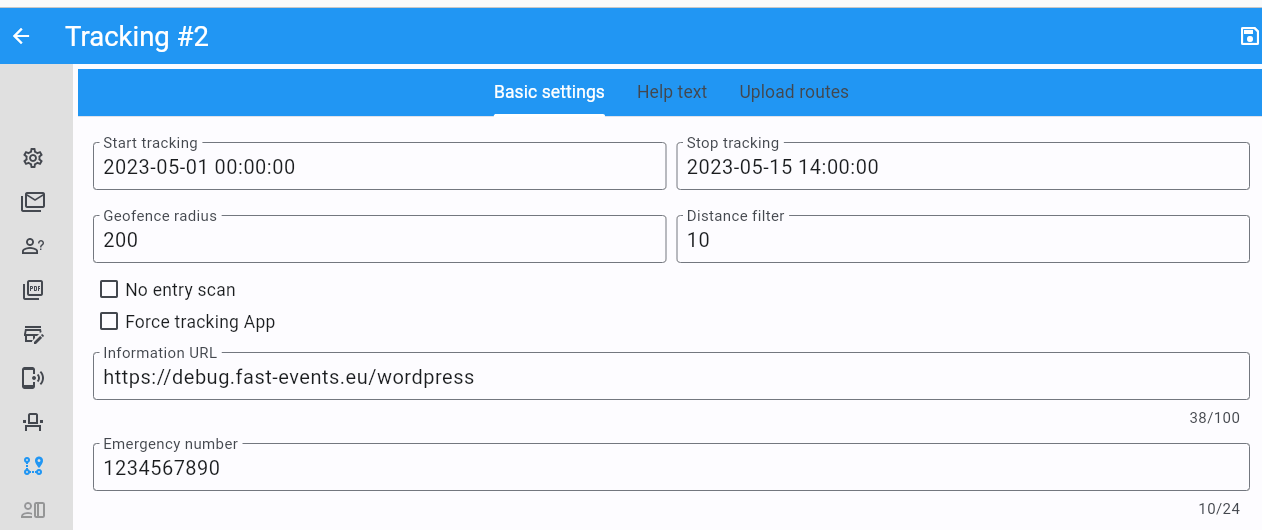 Tracking #2
Basic settings Help text Upload routes
Start tracking Stop tracking
2023-05-01 00:00:00 2023-05-15 14:00:00
Geofence radius Distance filter
200 10
No entry scan
Force tracking App
Information URL
https://debug.fast-events.eu/wordpress
38/100
Emergency number
1234567890
10/24
?
PDF